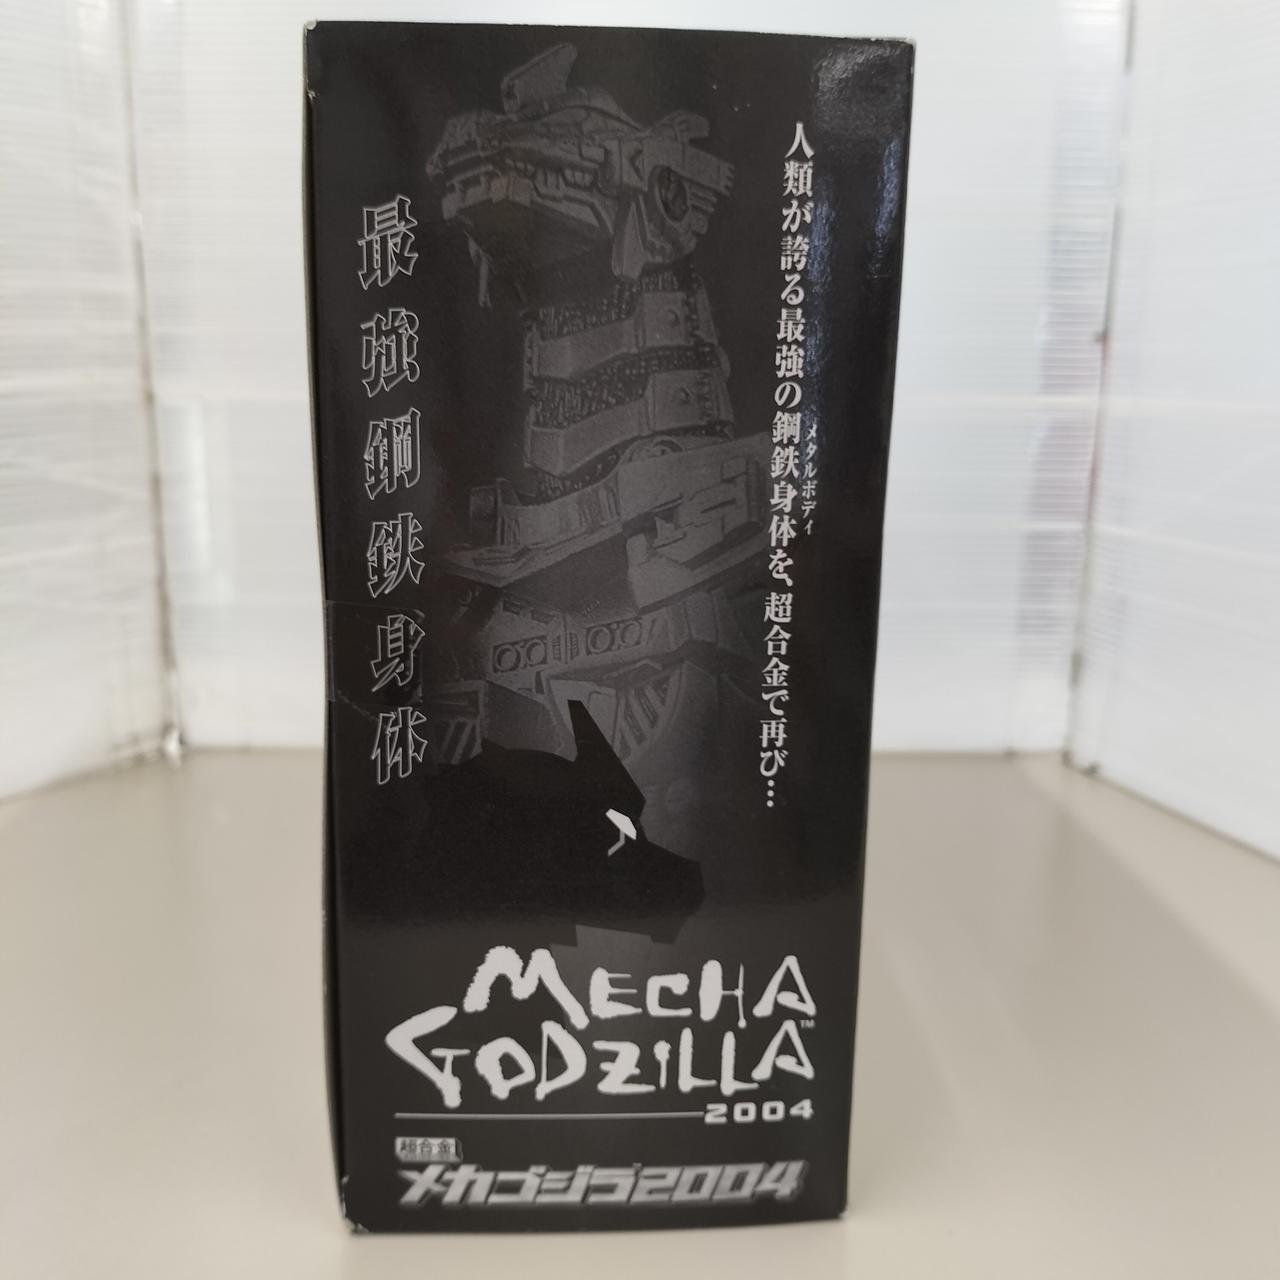 人類が誇る最強の鋼鉄身体を、超合金で再び…
メタルボディ
最強鋼鉄身体
MECHA
GODZILLA™
2004
超合金
メカゴジラ2004